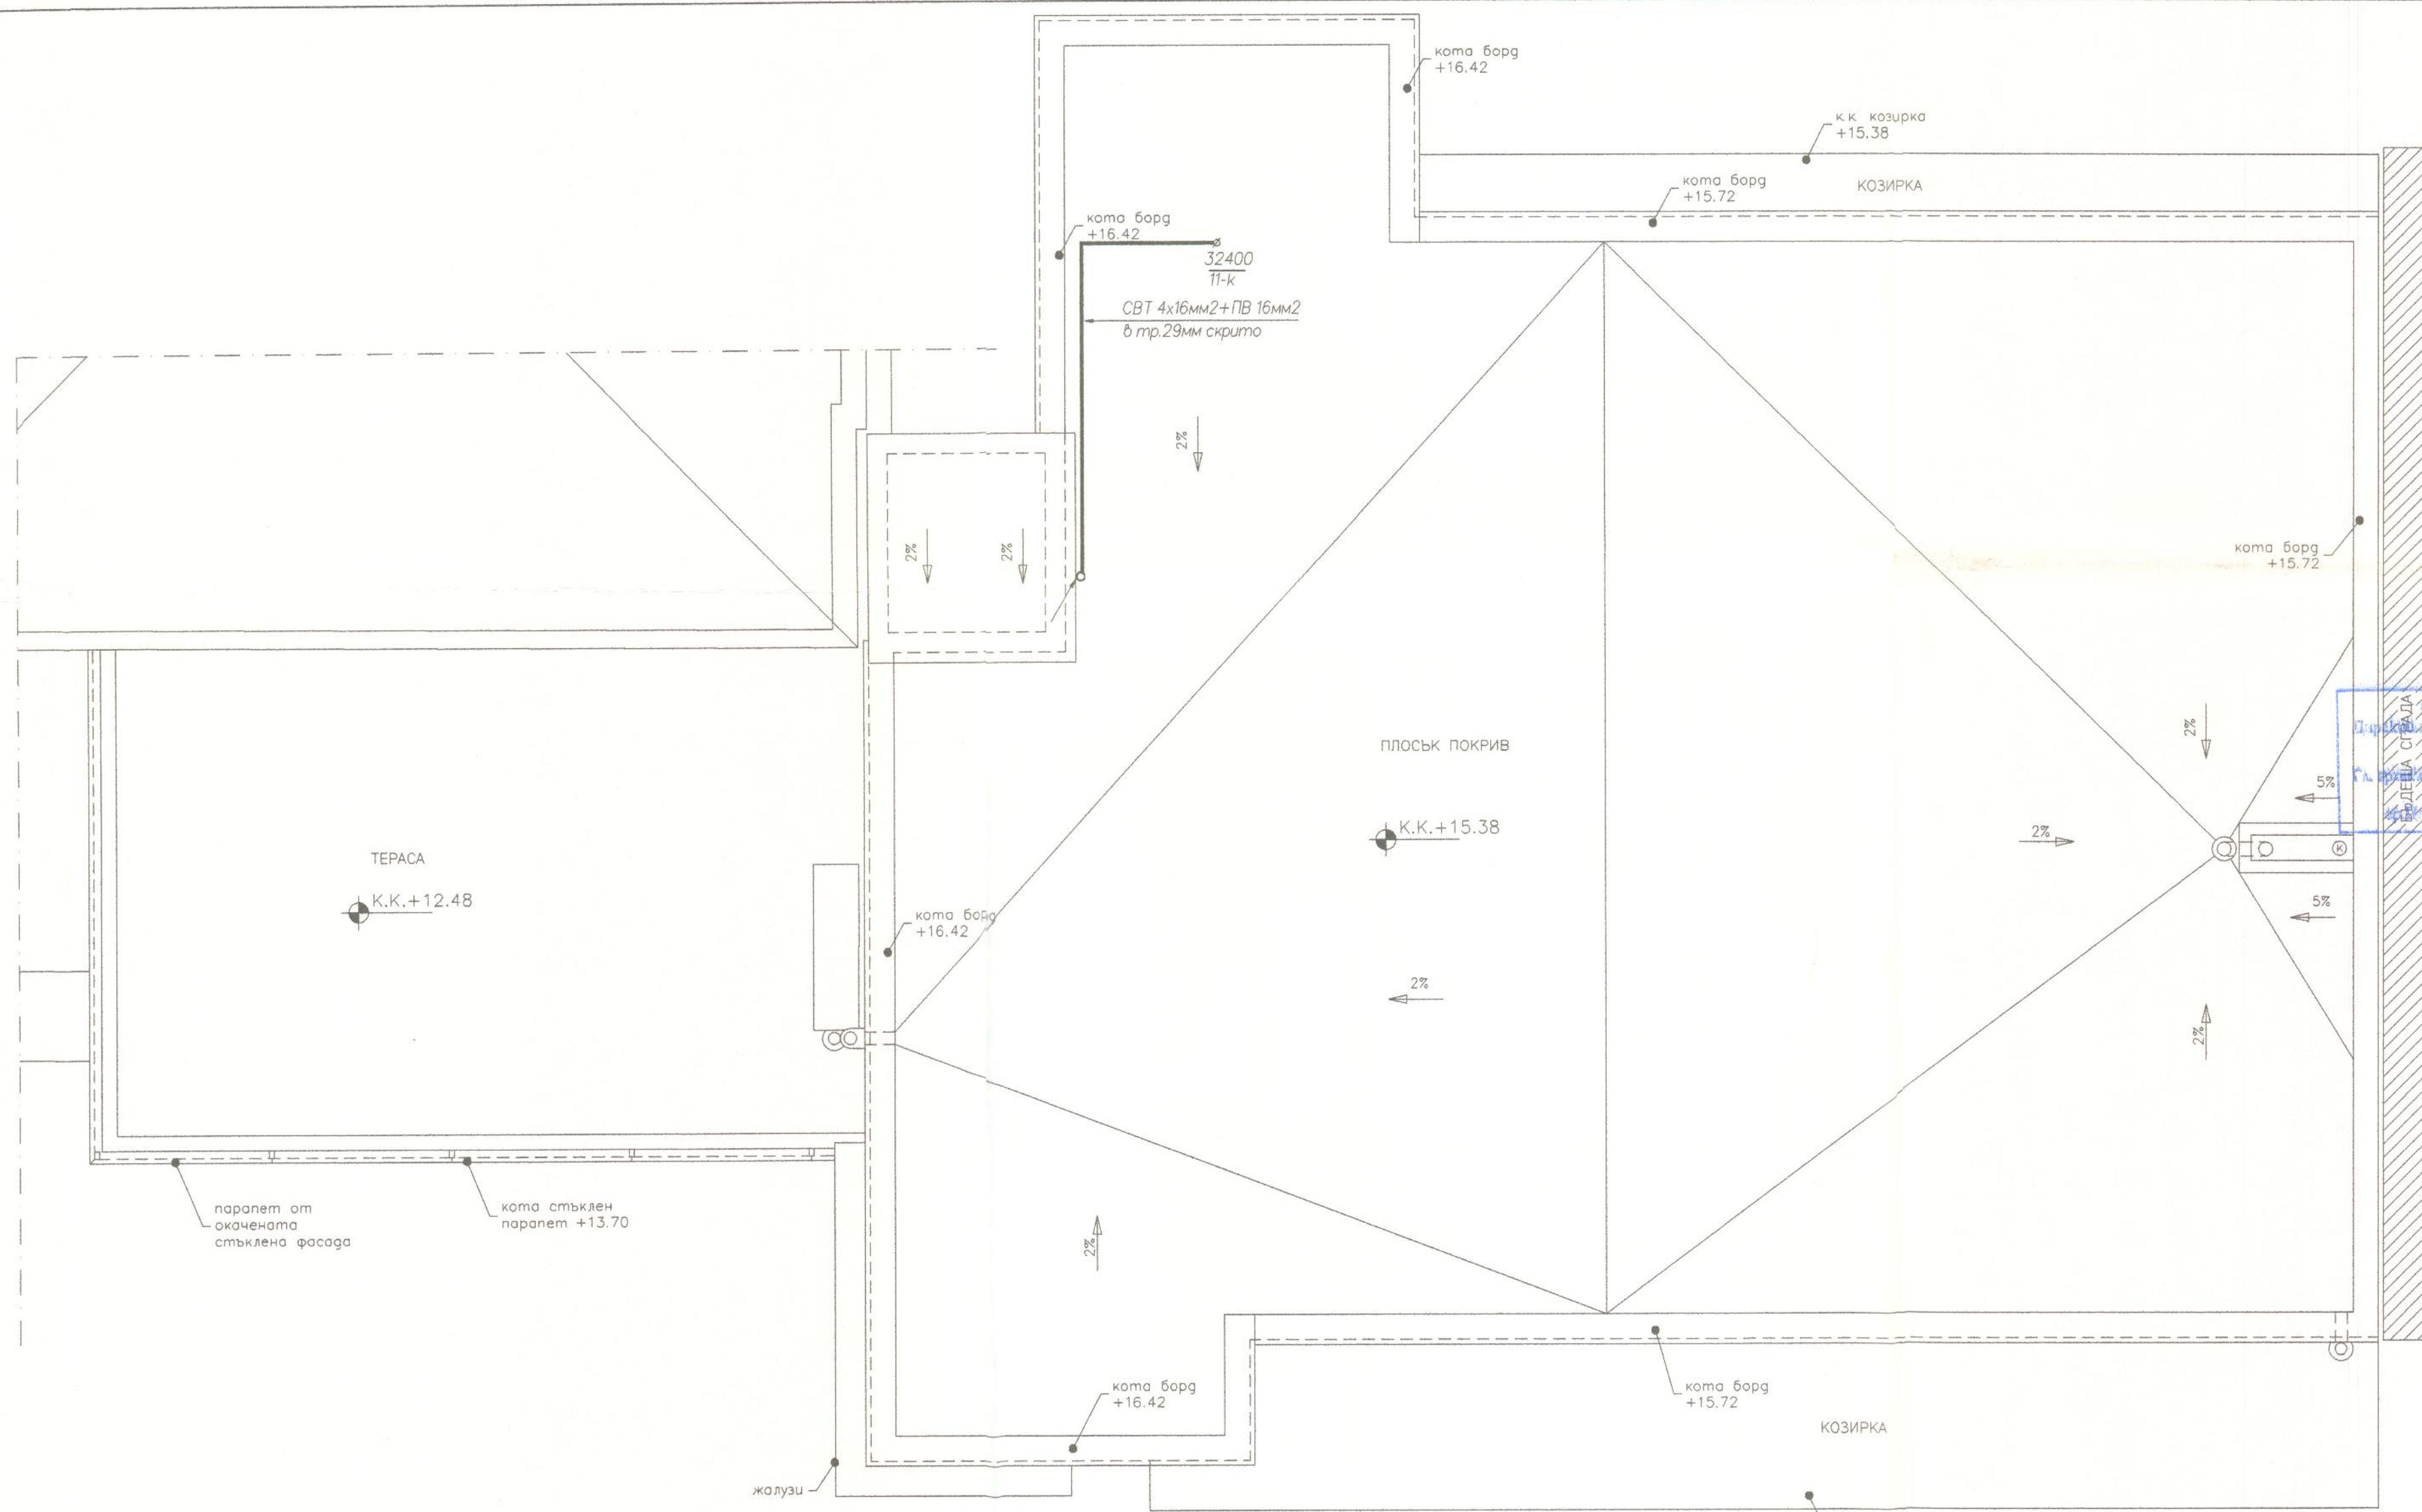 кота борд
+16.42
к.к. козирка
+15.38
кота борд
+15.72
КОЗИРКА
кота борд
+16.42
32400
11-к
СВТ 4х16мм2+ПВ 16мм2
в тр.29мм скрито
2%
2%
2%
кота борд
+15.72
ПЛОСЪК ПОКРИВ
К.К.+15.38
2%
5%
2%
К
5%
БЪДЕЩА СГРАДА
ТЕРАСА
К.К.+12.48
кота борд
+16.42
2%
2%
парапет от
окачената
стъклена фасада
кота стъклен
парапет +13.70
2%
кота борд
+16.42
кота борд
+15.72
КОЗИРКА
жалузи